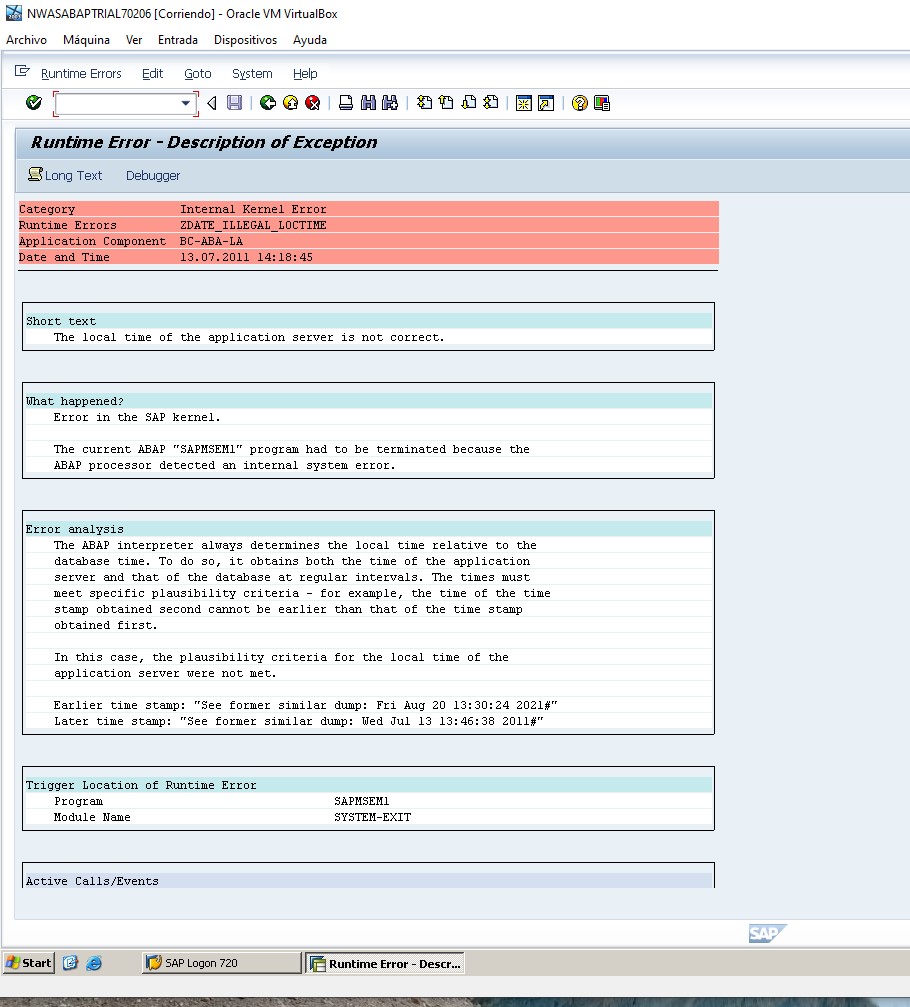 NWASABAPTRIAL70206 [Corriendo] - Oracle VM VirtualBox
Archivo Máquina Ver Entrada Dispositivos Ayuda
Runtime Errors Edit Goto System Help
Runtime Error - Description of Exception
Long Text Debugger
Category Internal Kernel Error
Runtime Errors ZDATE_ILLEGAL_LOCTIME
Application Component BC-ABA-LA
Date and Time 13.07.2011 14:18:45
Short text
The local time of the application server is not correct.
What happened?
Error in the SAP kernel.
The current ABAP "SAPMSEM1" program had to be terminated because the
ABAP processor detected an internal system error.
Error analysis
The ABAP interpreter always determines the local time relative to the
database time. To do so, it obtains both the time of the application
server and that of the database at regular intervals. The times must
meet specific plausibility criteria - for example, the time of the time
stamp obtained second cannot be earlier than that of the time stamp
obtained first.
In this case, the plausibility criteria for the local time of the
application server were not met.
Earlier time stamp: "See former similar dump: Fri Aug 20 13:30:24 2021#"
Later time stamp: "See former similar dump: Wed Jul 13 13:46:38 2011#"
Trigger Location of Runtime Error
Program SAPMSEM1
Module Name SYSTEM-EXIT
Active Calls/Events
SAP
Start SAP Logon 720 Runtime Error - Descr...